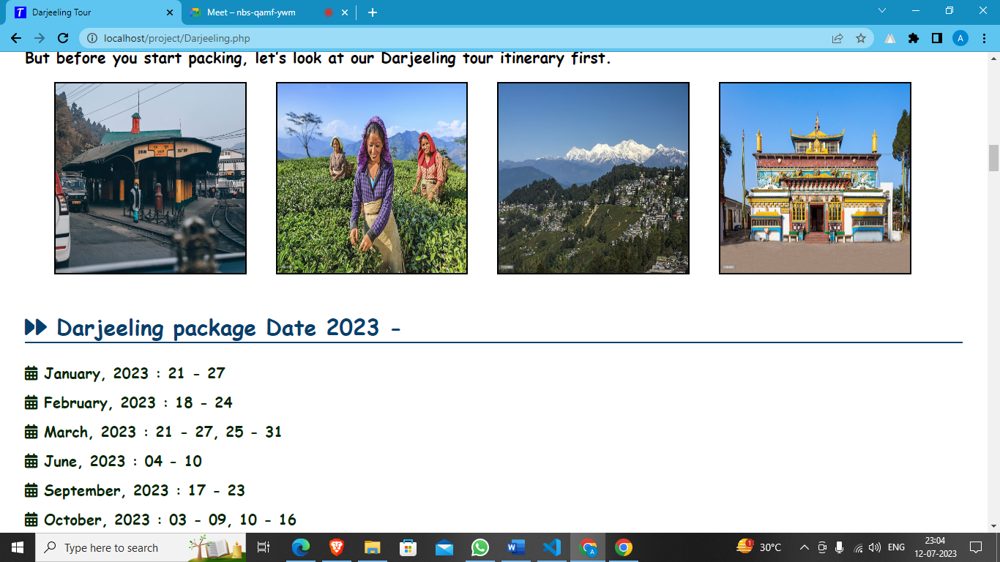 Darjeeling Tour
Meet – nbs-qamf-ywm
localhost/project/Darjeeling.php
A
But before you start packing, let's look at our Darjeeling tour itinerary first.
GHUM
Darjeeling package Date 2023 -
January, 2023 : 21 - 27
February, 2023 : 18 - 24
March, 2023 : 21 - 27, 25 - 31
June, 2023 : 04 - 10
September, 2023 : 17 - 23
October, 2023 : 03 - 09, 10 - 16
Type here to search
1
30°C
ENG
23:04
12-07-2023